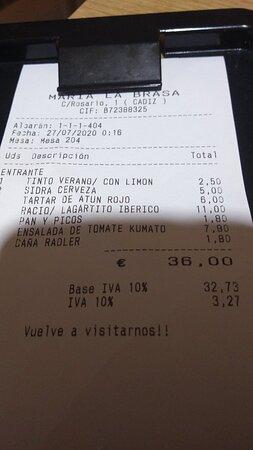 MARIA LA BRASA
C/Rosario, 1 ( CADIZ )
CIF: B72388325
Albarán: 1-1-1-404
Fecha: 27/07/2020 0:16
Mesa: Mesa 204
Uds Descripción Total
ENTRANTE
TINTO VERANO/ CON LIMON 2,50
SIDRA CERVEZA 5,00
TARTAR DE ATUN ROJO 6,00
RACIO/ LAGARTITO IBERICO 11,00
PAN Y PICOS 1,80
ENSALADA DE TOMATE KUMATO 7,90
CAÑA RADLER 1,80
€ 36,00
Base IVA 10% 32,73
IVA 10% 3,27
Vuelve a visitarnos!!